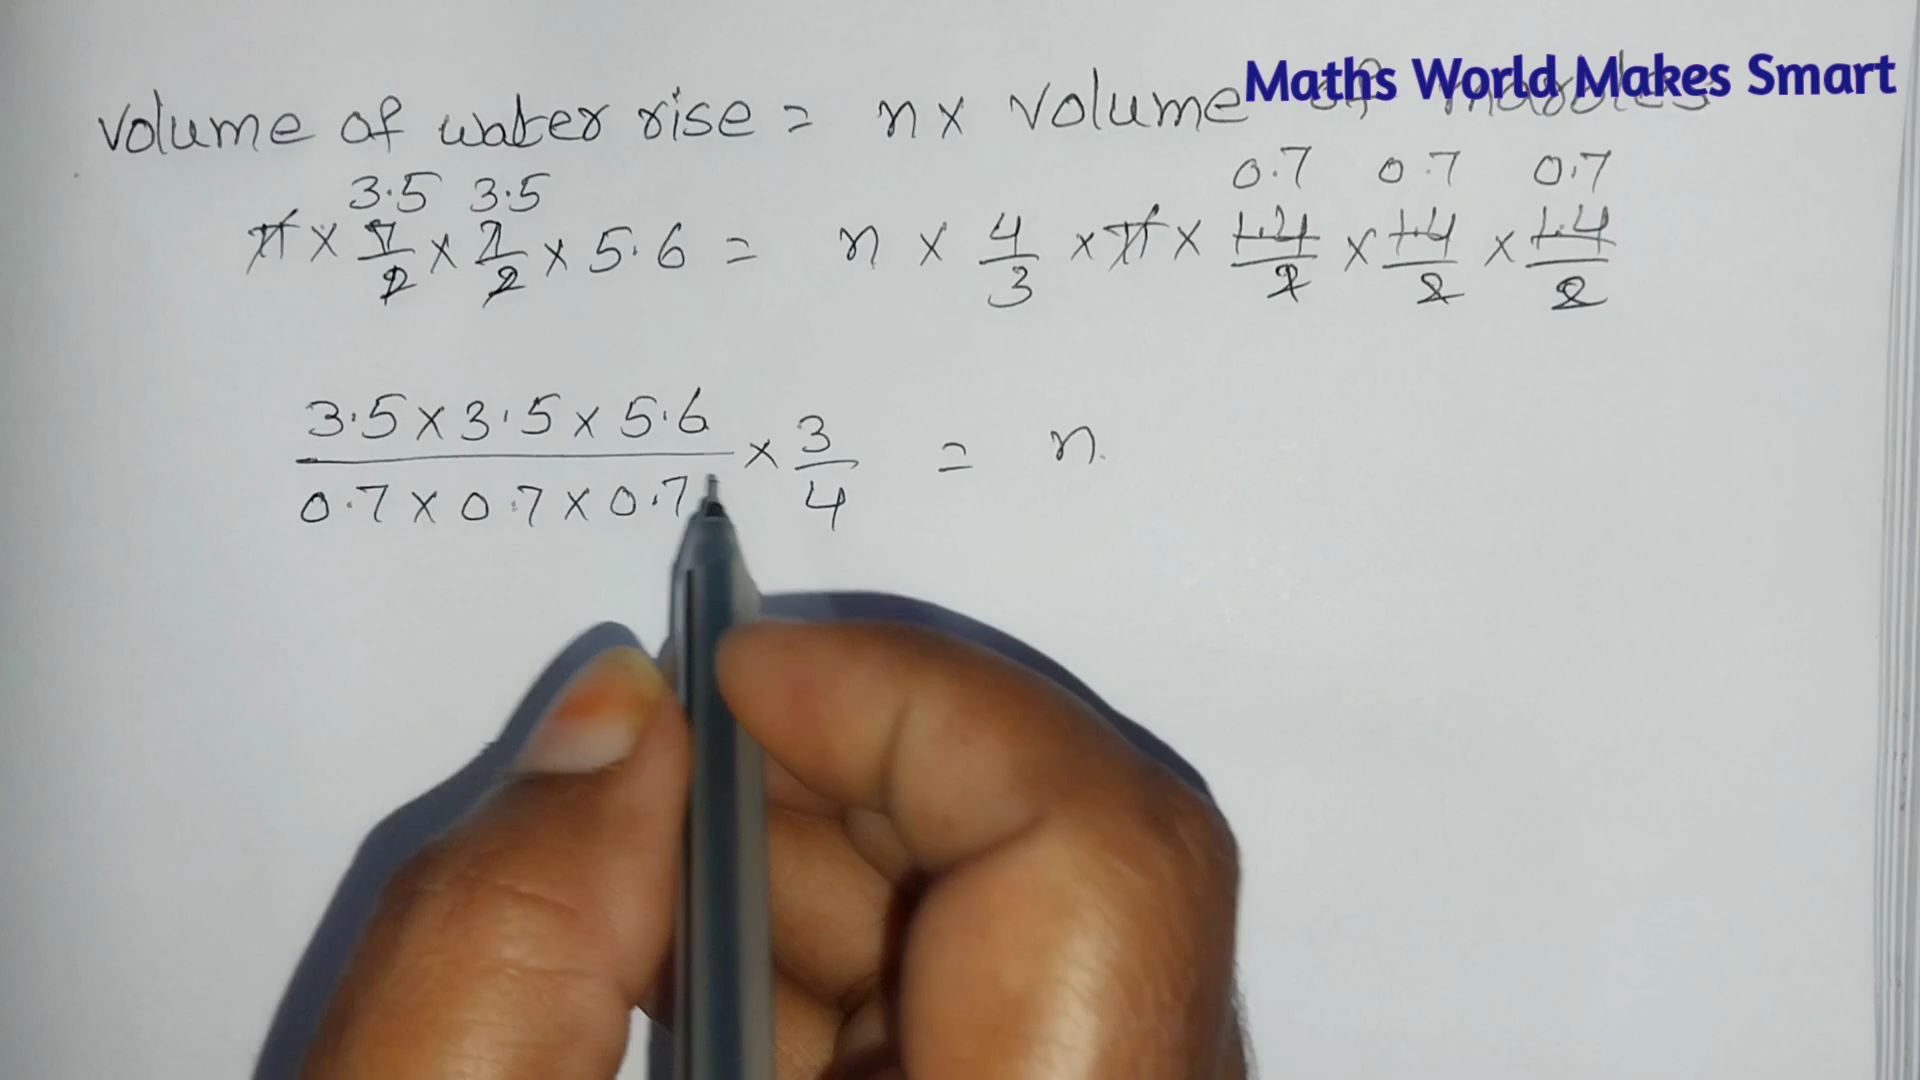 Maths World Makes Smart
Volume of water rise = n x Volume of marbles
3.5 3.5 0.7 0.7 0.7
π x 7/2 x 7/2 x 5.6 = n x 4/3 x π x 1.4/2 x 1.4/2 x 1.4/2
3.5 x 3.5 x 5.6 / 0.7 x 0.7 x 0.7 x 3/4 = n